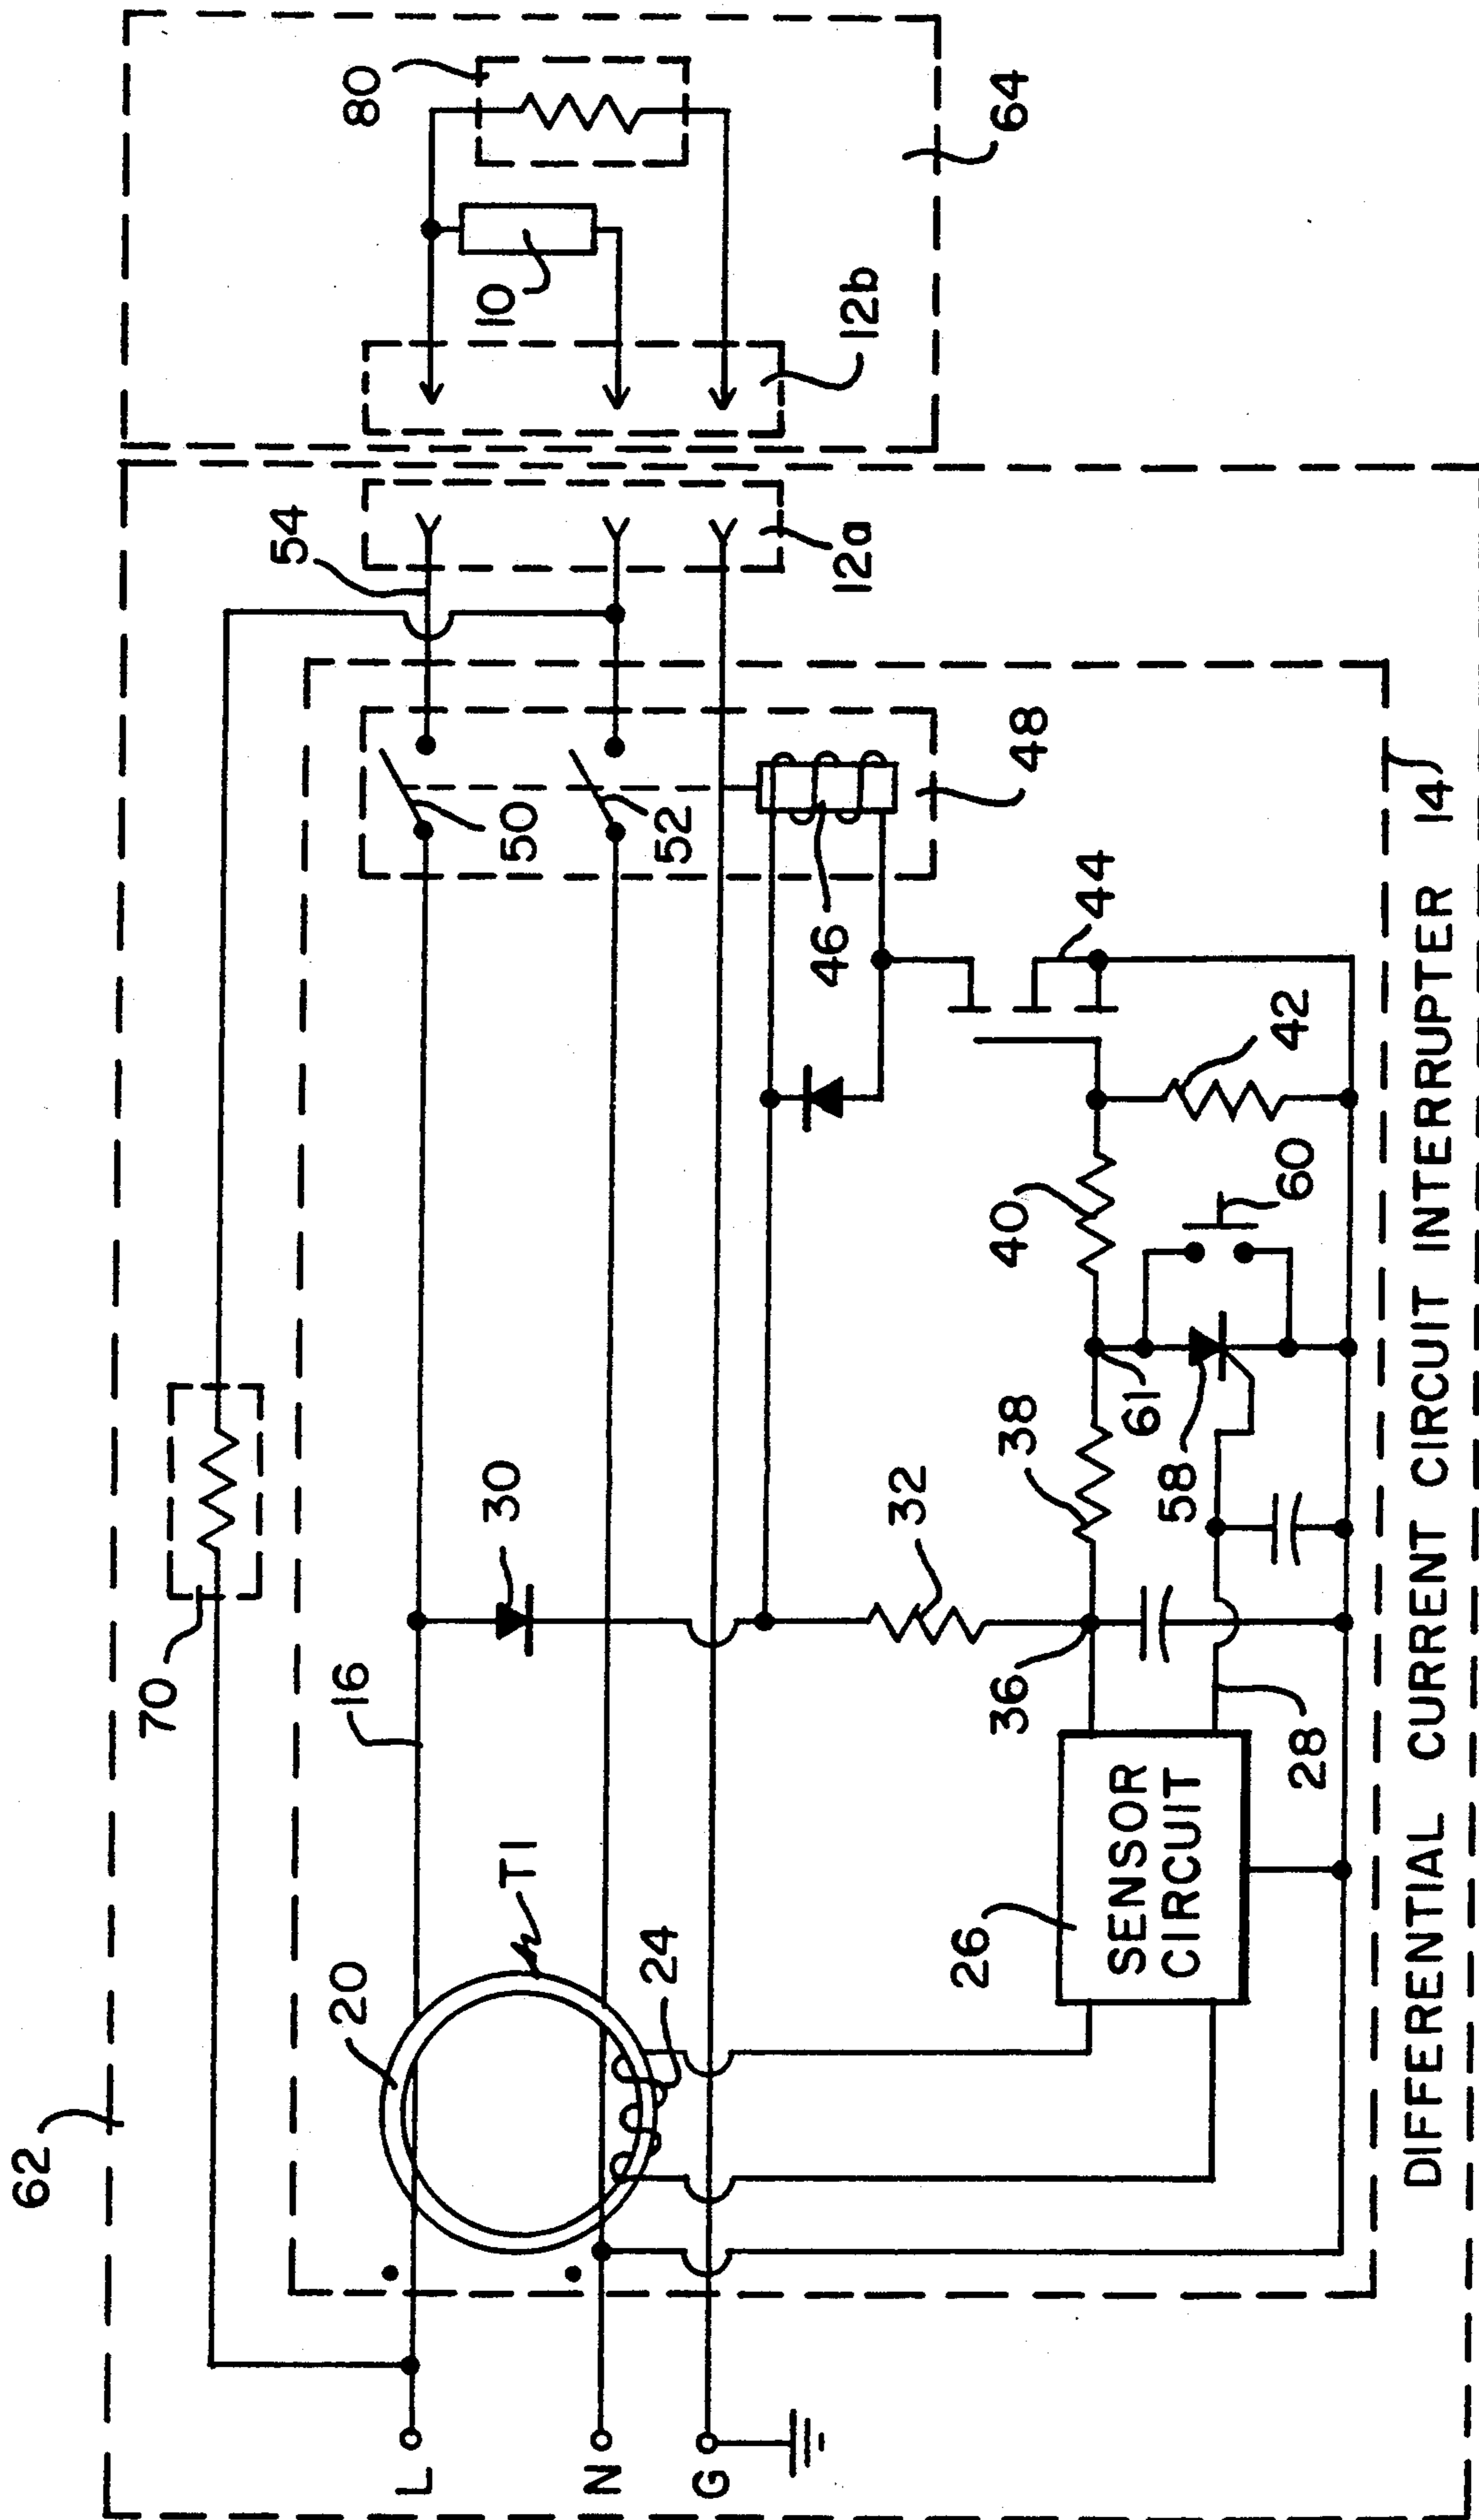 62
70
54
80
64
10
12b
12a
L
N
G
20
T1
16
30
50
52
24
46
48
32
44
26
SENSOR
CIRCUIT
36
38
61
40
42
28
58
60
DIFFERENTIAL CURRENT CIRCUIT INTERRUPTER 14